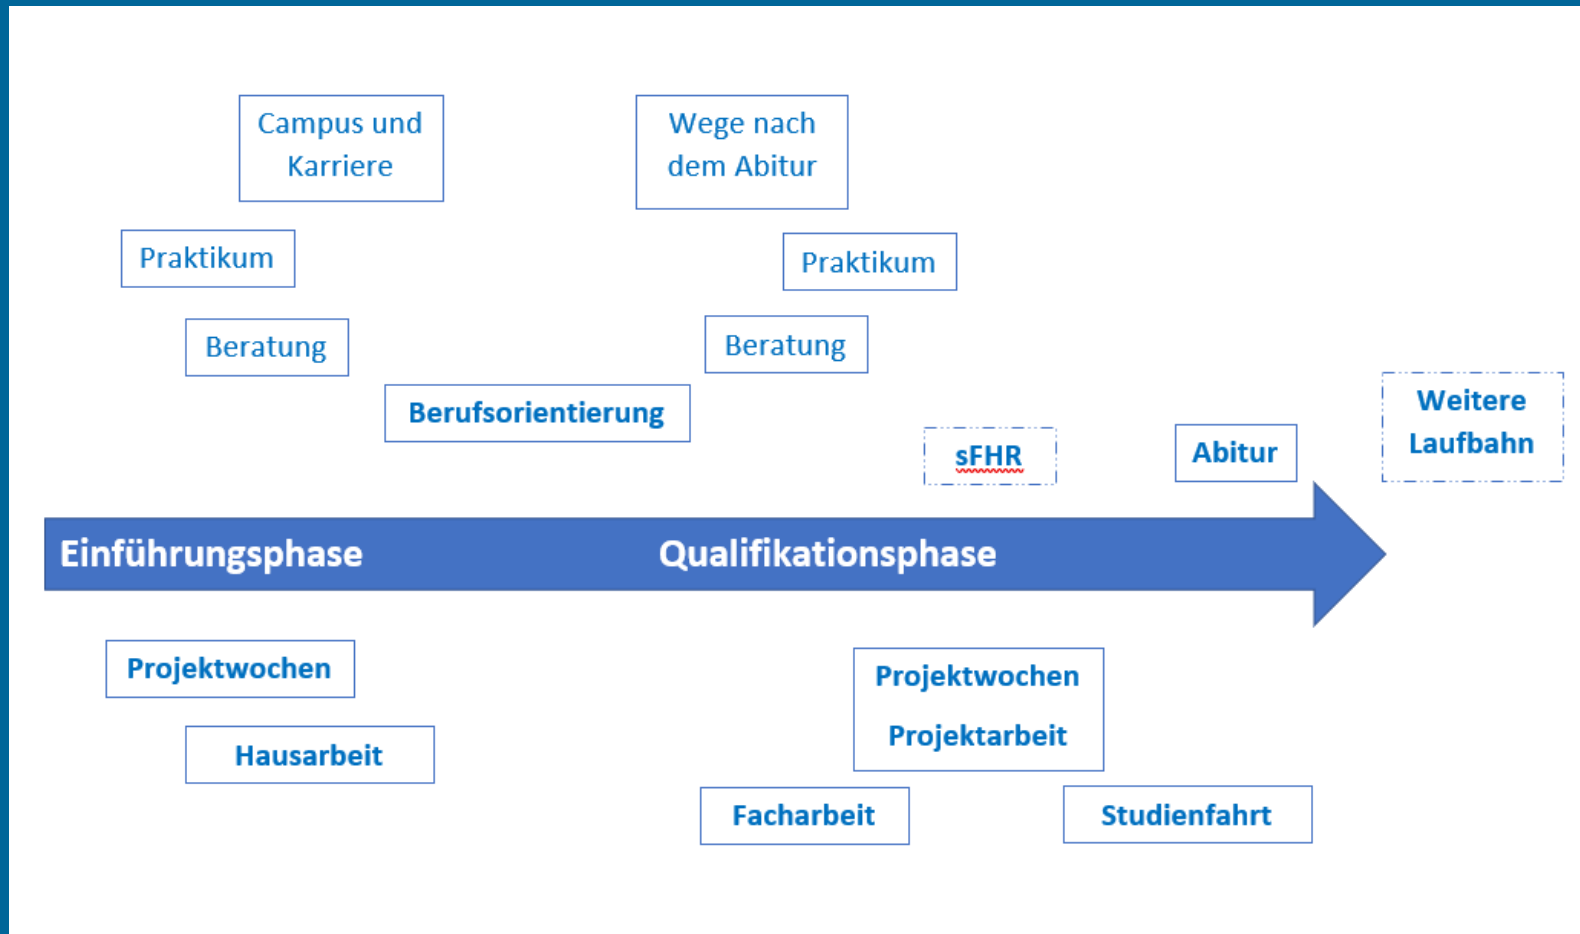 Campus und
Karriere
Wege nach
dem Abitur
Praktikum
Praktikum
Beratung
Beratung
Berufsorientierung
sFHR
Abitur
Weitere
Laufbahn
Einführungsphase
Qualifikationsphase
Projektwochen
Hausarbeit
Projektwochen
Projektarbeit
Facharbeit
Studienfahrt